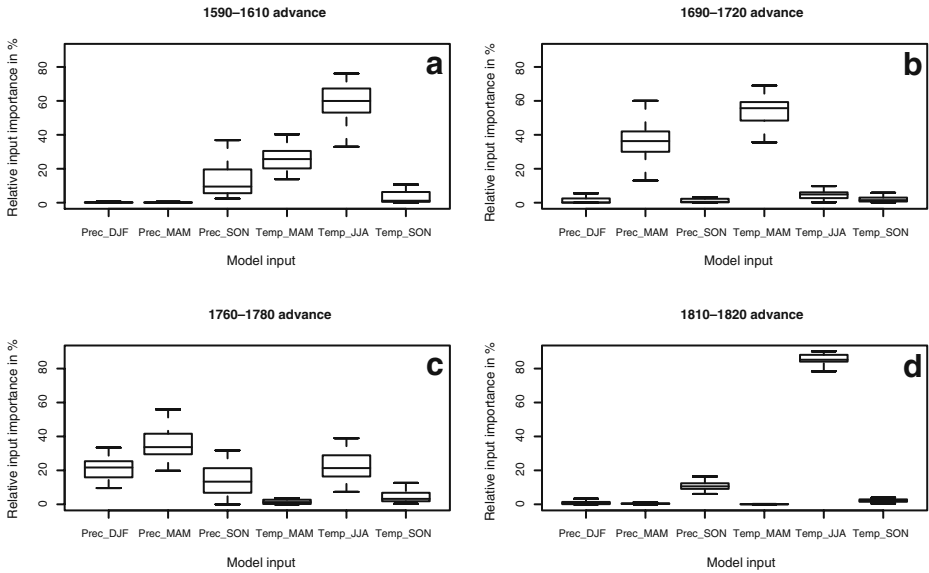 1590–1610 advance
a
Relative input importance in %
80
60
40
20
0
Prec_DJF Prec_MAM Prec_SON Temp_MAM Temp_JJA Temp_SON
Model input
1690–1720 advance
b
Relative input importance in %
80
60
40
20
0
Prec_DJF Prec_MAM Prec_SON Temp_MAM Temp_JJA Temp_SON
Model input
1760–1780 advance
c
Relative input importance in %
80
60
40
20
0
Prec_DJF Prec_MAM Prec_SON Temp_MAM Temp_JJA Temp_SON
Model input
1810–1820 advance
d
Relative input importance in %
80
60
40
20
0
Prec_DJF Prec_MAM Prec_SON Temp_MAM Temp_JJA Temp_SON
Model input